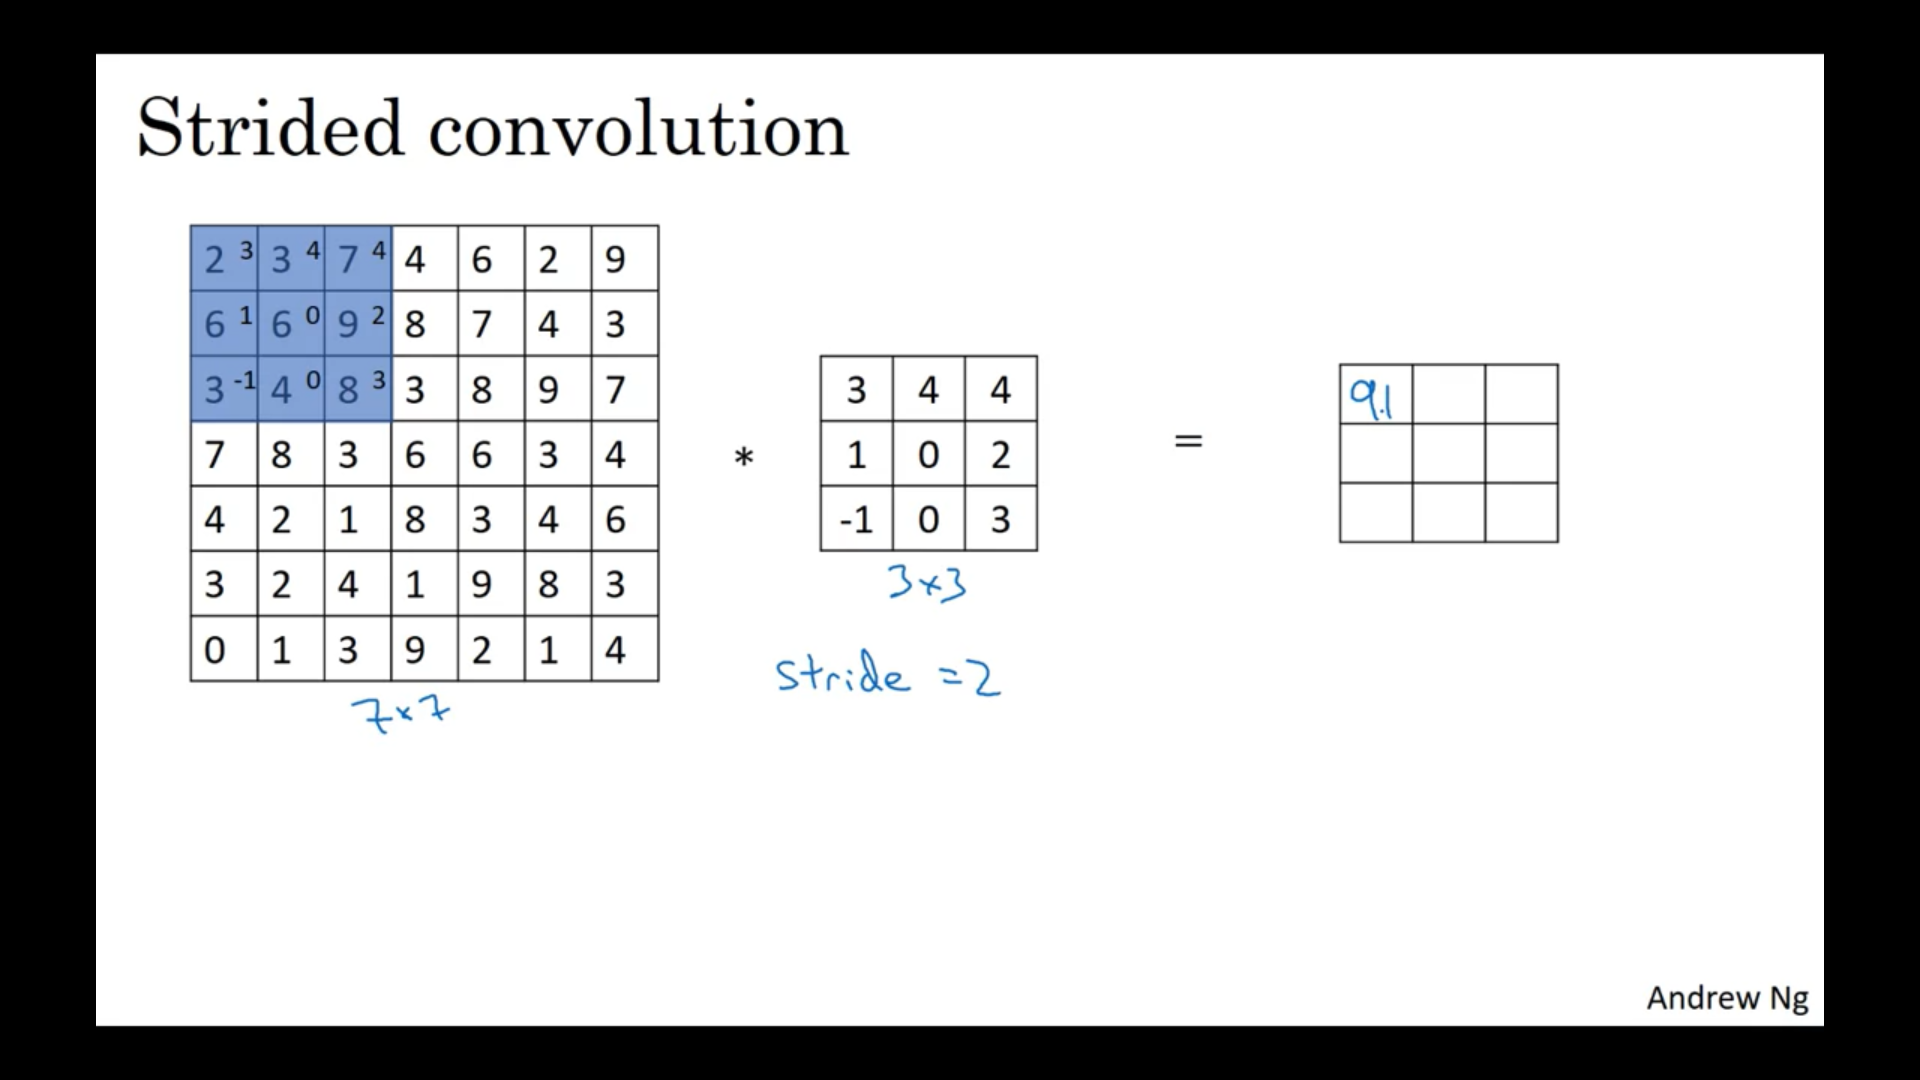 Strided convolution
2 3 3 4 7 4 4 6 2 9
6 1 6 0 9 2 8 7 4 3
3 -1 4 0 8 3 3 8 9 7
7 8 3 6 6 3 4
4 2 1 8 3 4 6
3 2 4 1 9 8 3
0 1 3 9 2 1 4
7×7
*
3 4 4
1 0 2
-1 0 3
3×3
stride =2
=
91
Andrew Ng